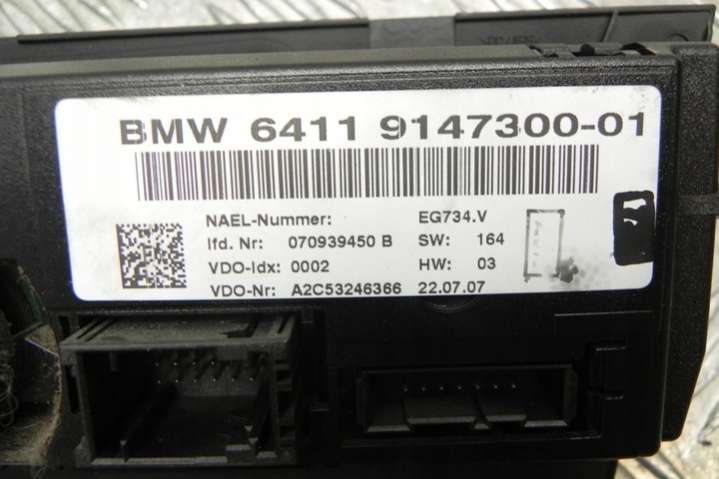 BMW 6411 9147300-01
NAEL-Nummer: EG734.V
lfd. Nr: 070939450 B SW: 164
VDO-Idx: 0002 HW: 03
VDO-Nr: A2C53246366 22.07.07